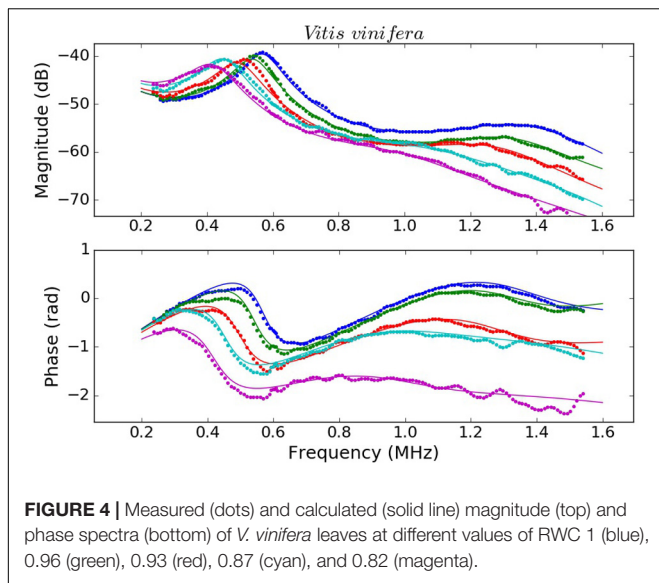 Vitis vinifera
−40
−50
−60
−70
Magnitude (dB)
0.2 0.4 0.6 0.8 1.0 1.2 1.4 1.6
1
0
−1
−2
Phase (rad)
0.2 0.4 0.6 0.8 1.0 1.2 1.4 1.6
Frequency (MHz)
FIGURE 4 | Measured (dots) and calculated (solid line) magnitude (top) and
phase spectra (bottom) of V. vinifera leaves at different values of RWC 1 (blue),
0.96 (green), 0.93 (red), 0.87 (cyan), and 0.82 (magenta).